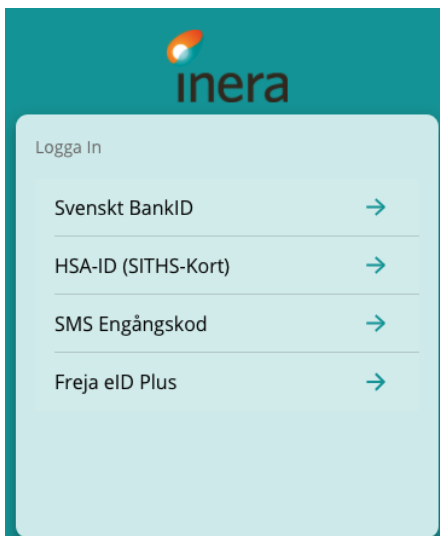 inera
Logga In
Svenskt BankID
HSA-ID (SITHS-Kort)
SMS Engångskod
Freja eID Plus